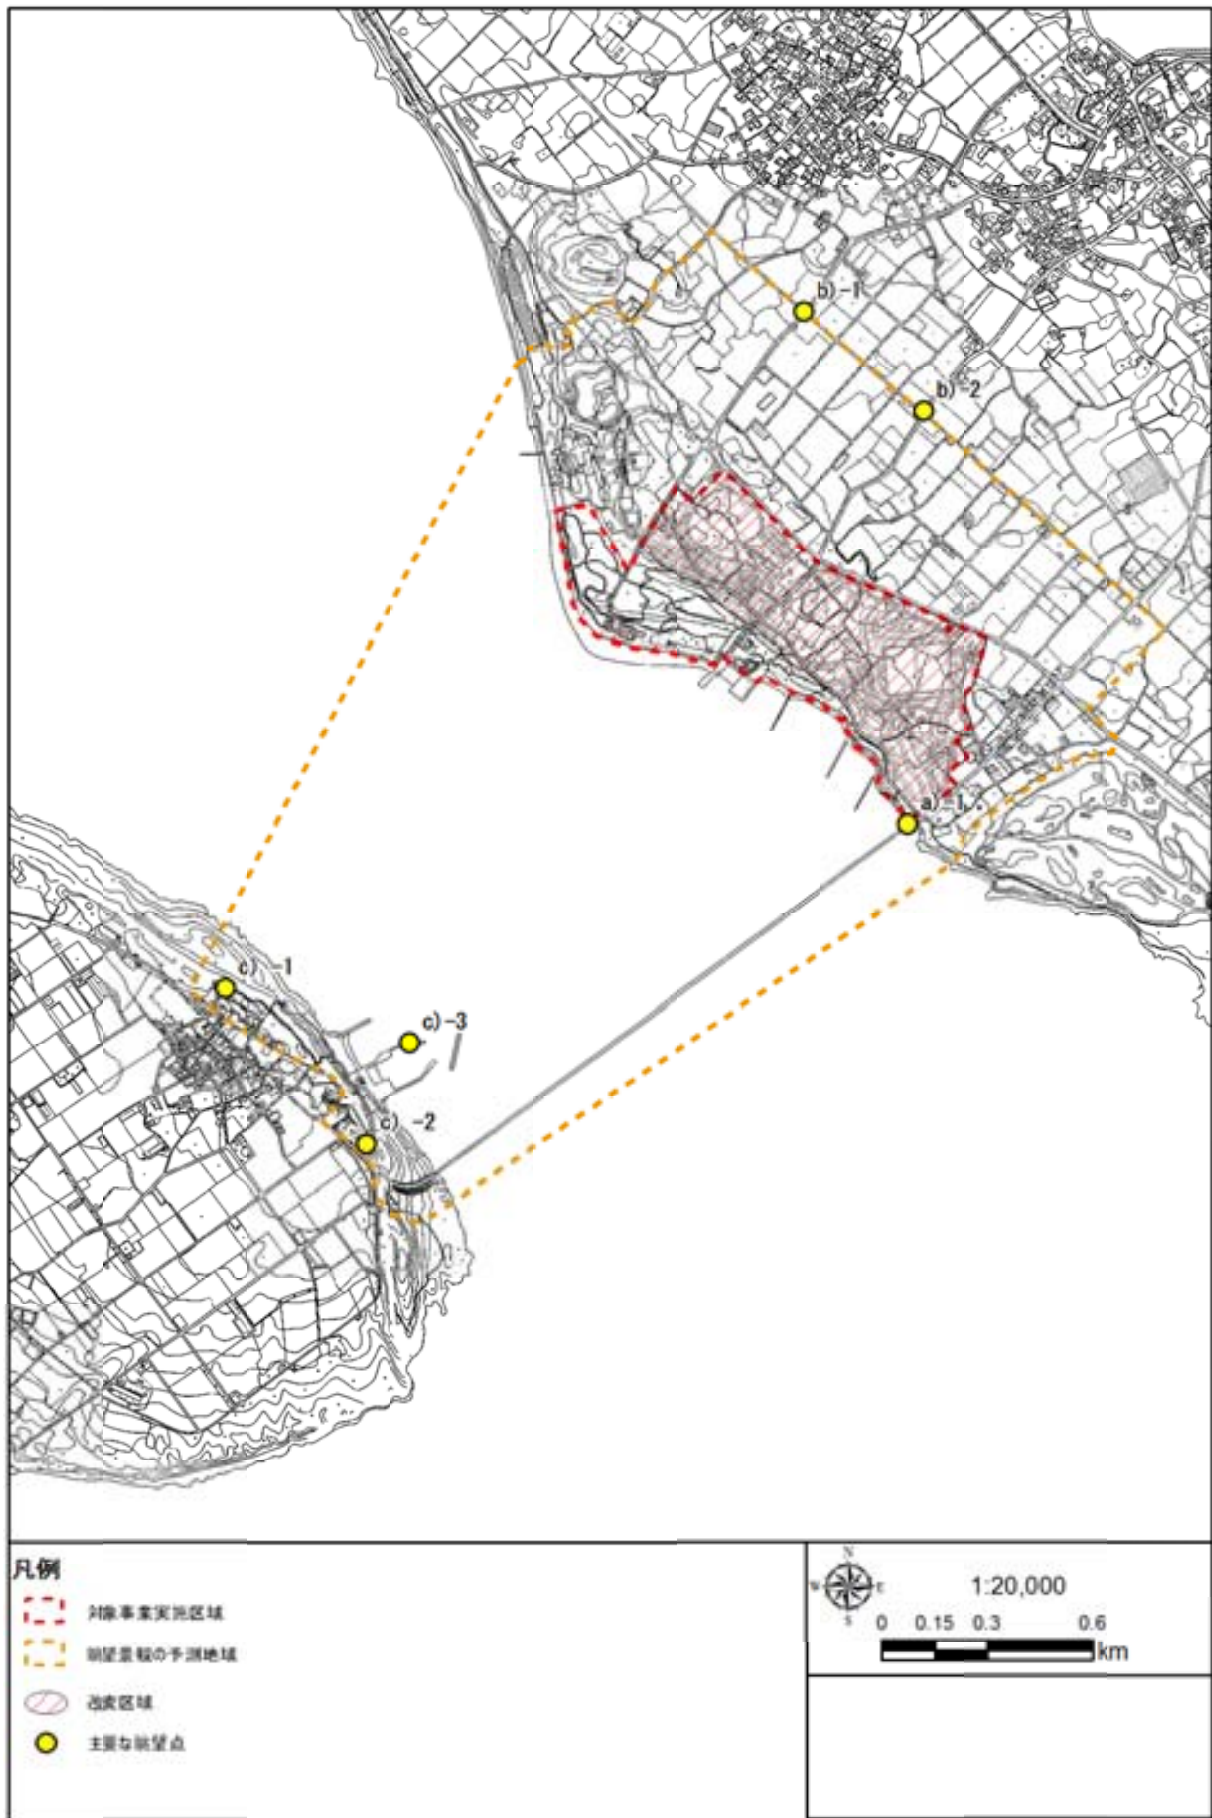 b)-1
b)-2
a)-1
c) -1
c)-3
c) -2
凡例
対象事業実施区域
眺望景観の予測地域
改変区域
主要な眺望点
N
W
E
S
1:20,000
0 0.15 0.3 0.6
km